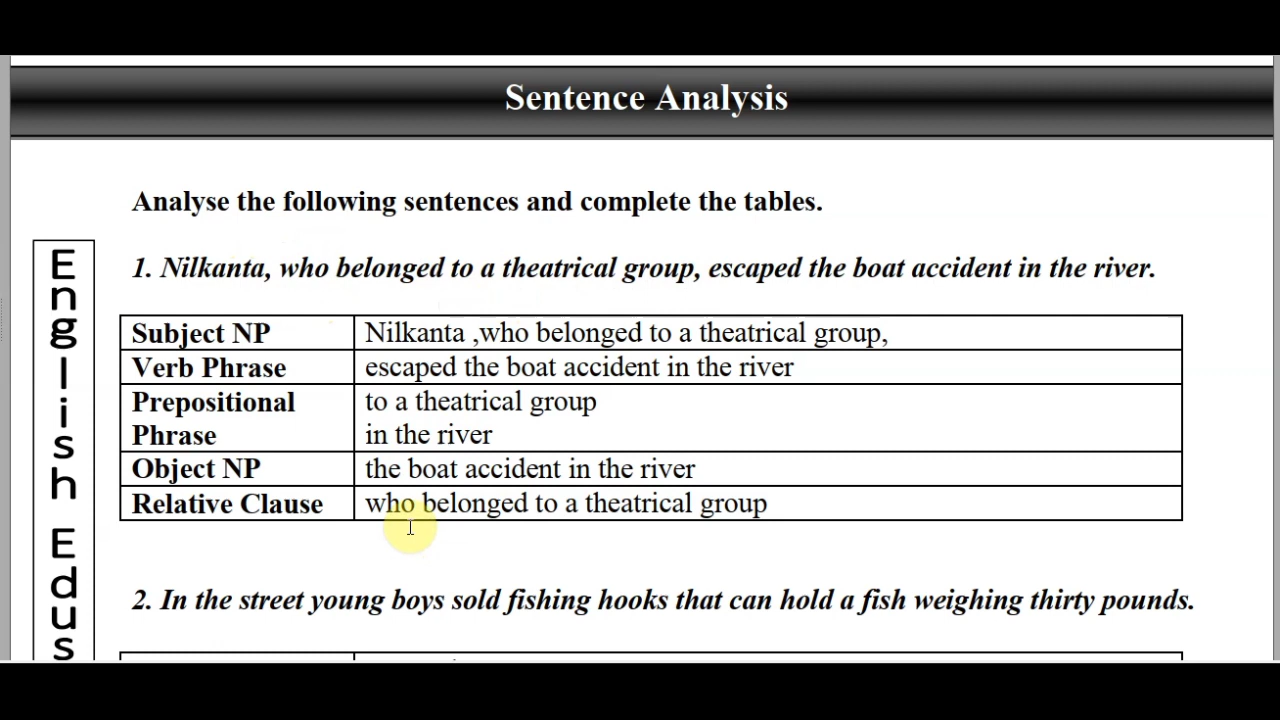 Sentence Analysis
Analyse the following sentences and complete the tables.
1. Nilkanta, who belonged to a theatrical group, escaped the boat accident in the river.
Subject NP Nilkanta ,who belonged to a theatrical group,
Verb Phrase escaped the boat accident in the river
Prepositional to a theatrical group
Phrase in the river
Object NP the boat accident in the river
Relative Clause who belonged to a theatrical group
2. In the street young boys sold fishing hooks that can hold a fish weighing thirty pounds.
English Edus